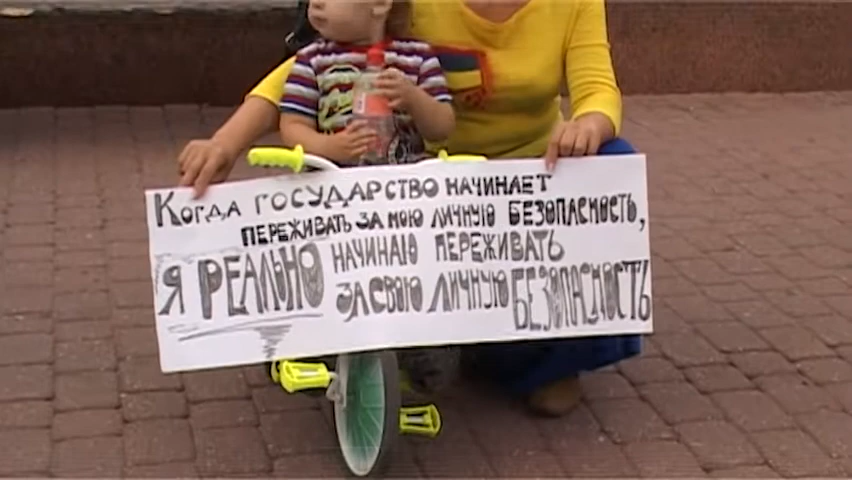 Когда государство начинает
переживать за мою личную безопасность,
я реально начинаю переживать
за свою личную безопасность